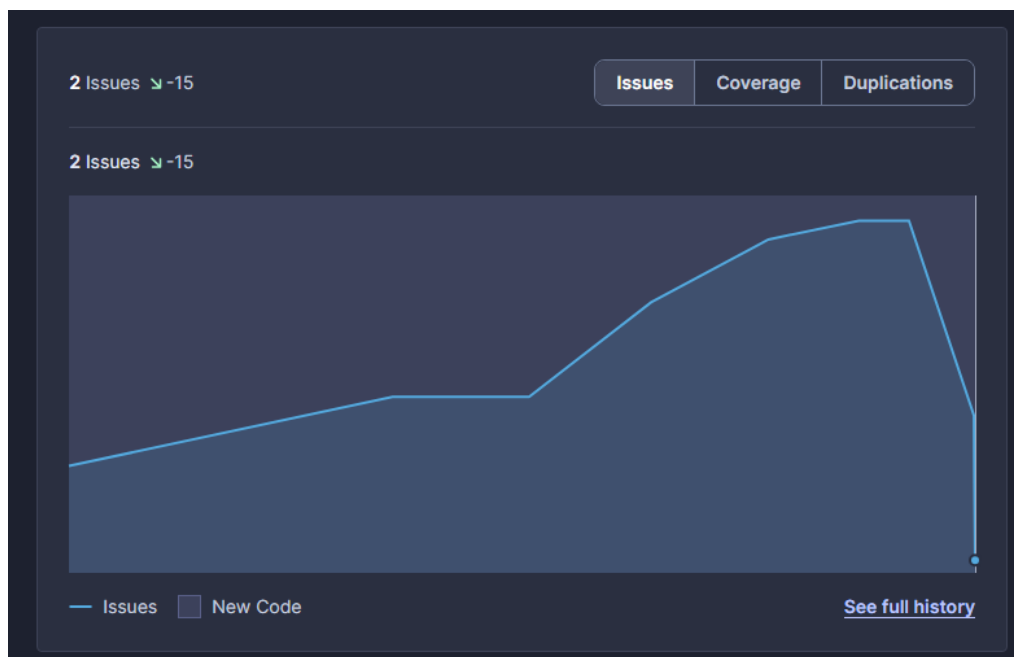 2 Issues ↘ -15
Issues Coverage Duplications
2 Issues ↘ -15
Issues New Code
See full history